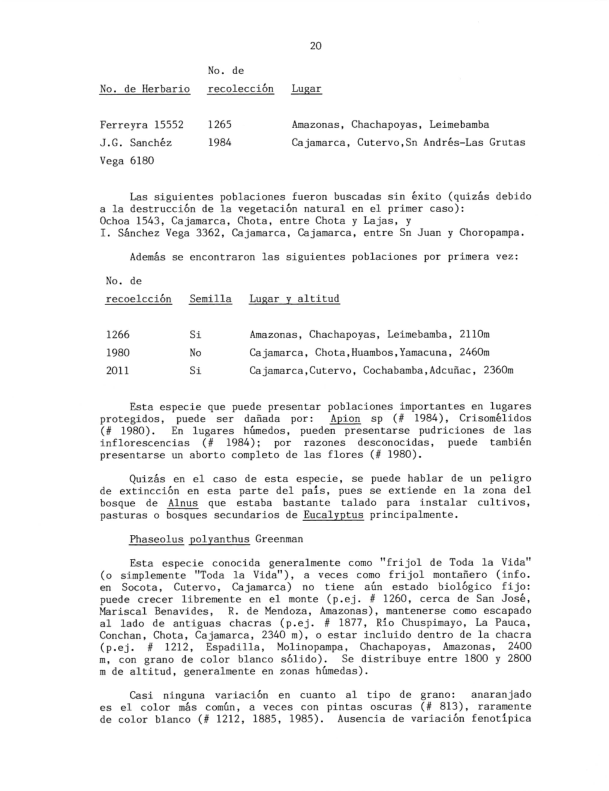 20
No. de
No. de Herbario recolección Lugar
Ferreyra 15552 1265 Amazonas, Chachapoyas, Leimebamba
J.G. Sanchéz 1984 Cajamarca, Cutervo,Sn Andrés-Las Grutas
Vega 6180
Las siguientes poblaciones fueron buscadas sin éxito (quizás debido
a la destrucción de la vegetación natural en el primer caso):
Ochoa 1543, Cajamarca, Chota, entre Chota y Lajas, y
I. Sánchez Vega 3362, Cajamarca, Cajamarca, entre Sn Juan y Choropampa.
Además se encontraron las siguientes poblaciones por primera vez:
No. de
recoelcción Semilla Lugar y altitud
1266 Si Amazonas, Chachapoyas, Leimebamba, 2110m
1980 No Cajamarca, Chota,Huambos,Yamacuna, 2460m
2011 Si Cajamarca,Cutervo, Cochabamba,Adcuñac, 2360m
Esta especie que puede presentar poblaciones importantes en lugares
protegidos, puede ser dañada por: Apion sp (# 1984), Crisomélidos
(# 1980). En lugares húmedos, pueden presentarse pudriciones de las
inflorescencias (# 1984); por razones desconocidas, puede también
presentarse un aborto completo de las flores (# 1980).
Quizás en el caso de esta especie, se puede hablar de un peligro
de extincción en esta parte del país, pues se extiende en la zona del
bosque de Alnus que estaba bastante talado para instalar cultivos,
pasturas o bosques secundarios de Eucalyptus principalmente.
Phaseolus polyanthus Greenman
Esta especie conocida generalmente como "frijol de Toda la Vida"
(o simplemente "Toda la Vida"), a veces como frijol montañero (info.
en Socota, Cutervo, Cajamarca) no tiene aún estado biológico fijo:
puede crecer libremente en el monte (p.ej. # 1260, cerca de San José,
Mariscal Benavides, R. de Mendoza, Amazonas), mantenerse como escapado
al lado de antiguas chacras (p.ej. # 1877, Río Chuspimayo, La Pauca,
Conchan, Chota, Cajamarca, 2340 m), o estar incluido dentro de la chacra
(p.ej. # 1212, Espadilla, Molinopampa, Chachapoyas, Amazonas, 2400
m, con grano de color blanco sólido). Se distribuye entre 1800 y 2800
m de altitud, generalmente en zonas húmedas).
Casi ninguna variación en cuanto al tipo de grano: anaranjado
es el color más común, a veces con pintas oscuras (# 813), raramente
de color blanco (# 1212, 1885, 1985). Ausencia de variación fenotípica